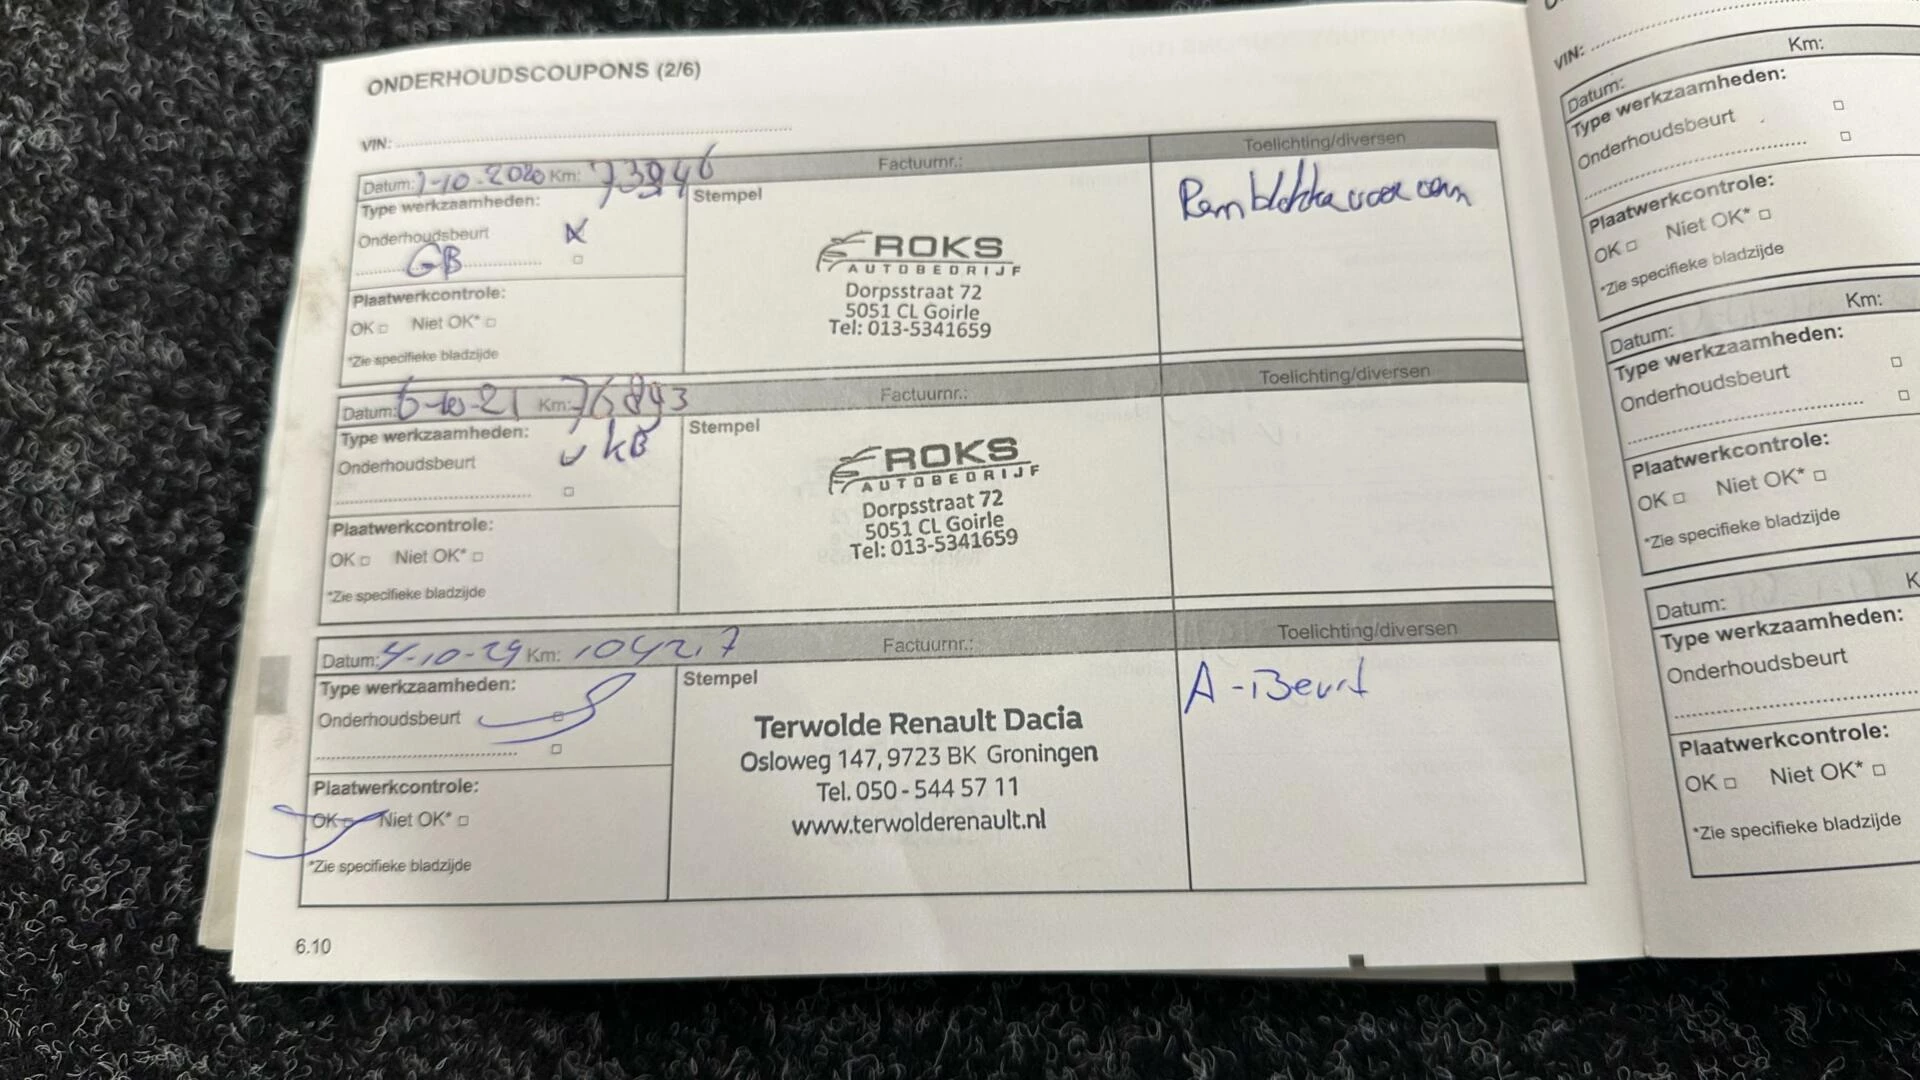 ONDERHOUDSCOUPONS (2/6)
VIN:
Datum: 1-10-2020 Km: 73946 Factuurnr.: Toelichting/diversen
Type werkzaamheden: Stempel
Onderhoudsbeurt
GB
Plaatwerkcontrole:
OK Niet OK*
*Zie specifieke bladzijde
ROKS
AUTOBEDRIJF
Dorpsstraat 72
5051 CL Goirle
Tel: 013-5341659
Remblokken voor
Datum: Km: 76893 Factuurnr.: Toelichting/diversen
Type werkzaamheden: Stempel
Onderhoudsbeurt KB
Plaatwerkcontrole:
OK Niet OK*
*Zie specifieke bladzijde
ROKS
AUTOBEDRIJF
Dorpsstraat 72
5051 CL Goirle
Tel: 013-5341659
Datum: 4-10-24 Km: 104217 Factuurnr.: Toelichting/diversen
Type werkzaamheden: Stempel
Onderhoudsbeurt
Plaatwerkcontrole:
OK Niet OK*
*Zie specifieke bladzijde
Terwolde Renault Dacia
Osloweg 147, 9723 BK Groningen
Tel. 050 - 544 57 11
www.terwolderenault.nl
A-Beurt
6.10
VIN:
Datum: Km:
Type werkzaamheden:
Onderhoudsbeurt
Plaatwerkcontrole:
OK Niet OK*
*Zie specifieke bladzijde
Datum: Km:
Type werkzaamheden:
Onderhoudsbeurt
Plaatwerkcontrole:
OK Niet OK*
*Zie specifieke bladzijde
Datum:
Type werkzaamheden:
Onderhoudsbeurt
Plaatwerkcontrole:
OK Niet OK*
*Zie specifieke bladzijde